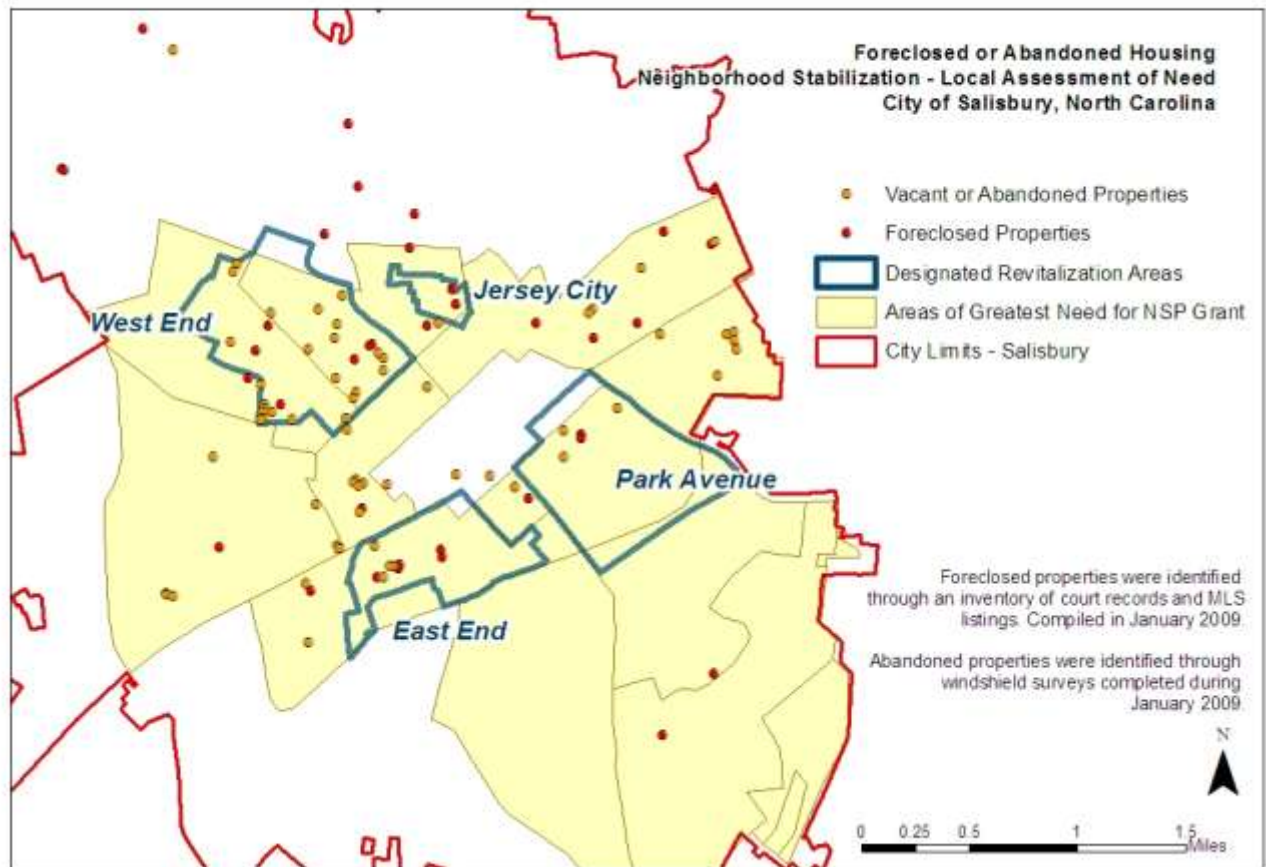 Foreclosed or Abandoned Housing
Neighborhood Stabilization - Local Assessment of Need
City of Salisbury, North Carolina
Vacant or Abandoned Properties
Foreclosed Properties
Designated Revitalization Areas
Areas of Greatest Need for NSP Grant
City Limits - Salisbury
Jersey City
West End
Park Avenue
East End
Foreclosed properties were identified
through an inventory of court records and MLS
listings. Compiled in January 2009.
Abandoned properties were identified through
windshield surveys completed during
January 2009.
N
0 0.25 0.5 1 1.5
Miles